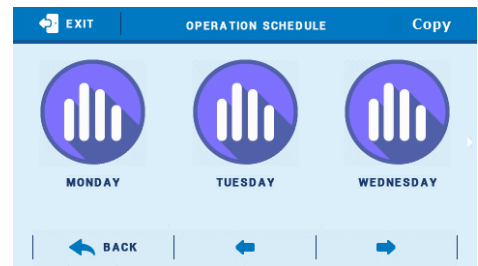 EXIT
OPERATION SCHEDULE
Copy
MONDAY
TUESDAY
WEDNESDAY
BACK